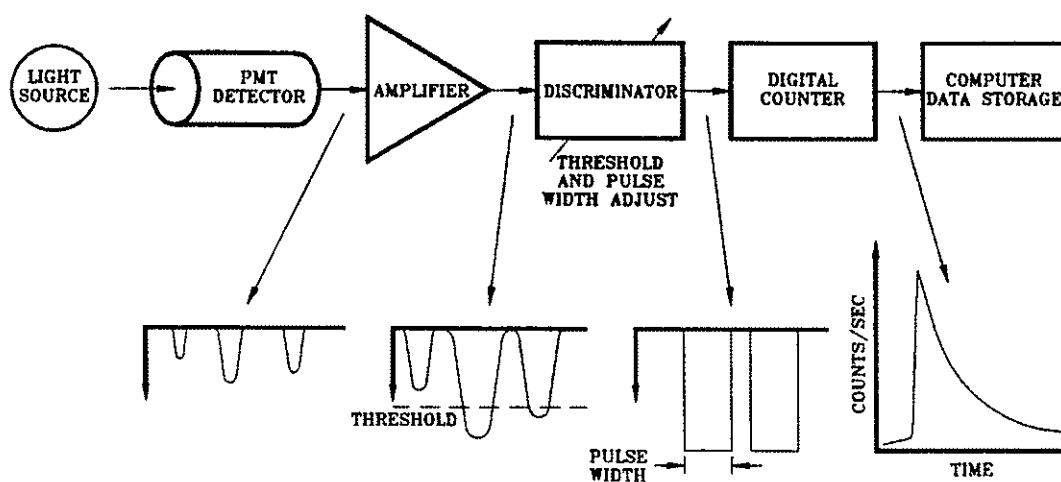 LIGHT
SOURCE
PMT
DETECTOR
AMPLIFIER
DISCRIMINATOR
DIGITAL
COUNTER
COMPUTER
DATA STORAGE
THRESHOLD
AND PULSE
WIDTH ADJUST
THRESHOLD
PULSE
WIDTH
COUNTS/SEC
TIME